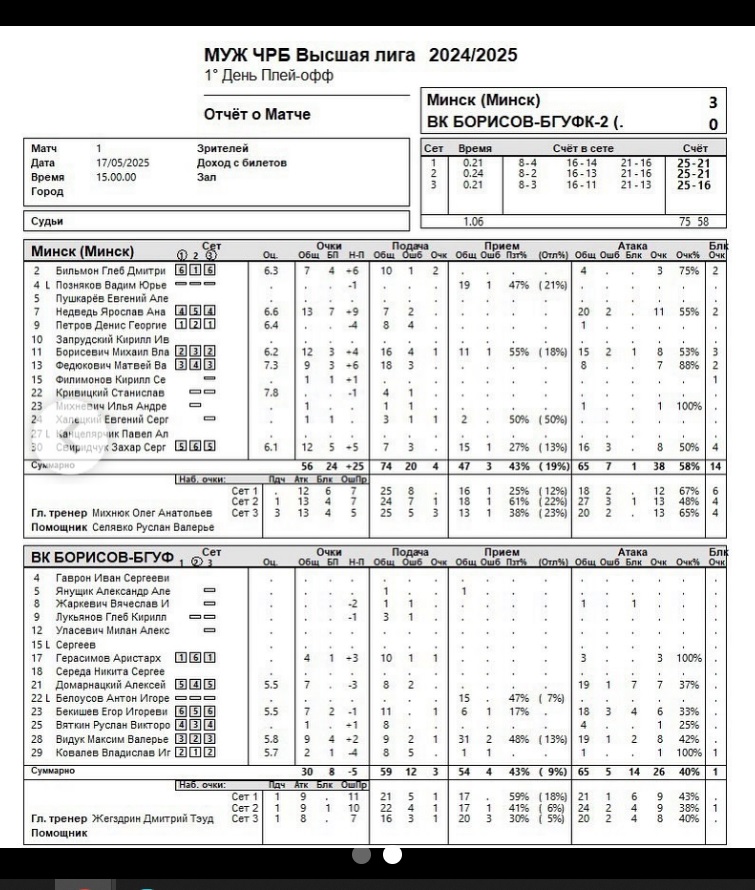 МУЖ ЧРБ Высшая лига 2024/2025
1° День Плей-офф
Отчёт о Матче
Минск (Минск) 3
ВК БОРИСОВ-БГУФК-2 (. 0
Матч 1 Зрителей
Дата 17/05/2025 Доход с билетов
Время 15.00.00 Зал
Город
Судьи
Сет Время Счёт в сете Счёт
1 0.21 8-4 16-14 21-16 25-21
2 0.24 8-2 16-13 21-16 25-21
3 0.21 8-3 16-11 21-13 25-16
1.06 75 58
Минск (Минск) Сет 1 2 3 Очки Подача Прием Атака Блк
Оц. Общ БП Н-П Общ Ошб Очк Общ Ошб Пзт% (Отл%) Общ Ошб Блк Очк Очк% Очк
2 Бильмон Глеб Дмитри 6 1 6 6.3 7 4 +6 10 1 2 . . . . 4 . . 3 75% 2
4 L Позняков Вадим Юрье . . . -1 . . . 19 1 47% (21%) . . . . . .
5 Пушкарёв Евгений Але . . . . . . . . . . . . . . . . .
7 Недведь Ярослав Ана 4 5 4 6.6 13 7 +9 7 2 . . . . . 20 2 . 11 55% 2
9 Петров Денис Георгие 1 2 1 6.4 . . -4 8 4 . . . . . 1 . . . . .
10 Запрудский Кирилл Ив . . . . . . . . . . . . . . . . .
11 Борисевич Михаил Вла 2 3 2 6.2 12 3 +4 16 4 1 11 1 55% (18%) 15 2 1 8 53% 3
13 Федюкович Матвей Ва 3 4 3 7.3 9 3 +6 18 3 . . . . . 8 . . 7 88% 2
15 Филимонов Кирилл Се . 1 1 +1 . . . . . . . . . . . . 1
22 Кривицкий Станислав 7.8 . . -1 4 1 . . . . . . . . . . .
23 Михневич Илья Андре . 1 . . 1 1 . . . . . 1 . . 1 100% .
24 Халецкий Евгений Серг . 1 1 . 3 1 1 2 . 50% (50%) . . . . . .
27 L Канцелярчик Павел Ал . . . . . . . . . . . . . . . . .
30 Свиридчук Захар Серг 5 6 5 6.1 12 5 +5 7 3 . 15 1 27% (13%) 16 3 . 8 50% 4
Суммарно 56 24 +25 74 20 4 47 3 43% (19%) 65 7 1 38 58% 14
Наб. очки: Пдч Атк Блк ОшПр
Сет 1 . 12 6 7 25 8 . 16 1 25% (12%) 18 2 . 12 67% 6
Сет 2 1 13 4 7 24 7 1 18 1 61% (22%) 27 3 1 13 48% 4
Гл. тренер Михнюк Олег Анатольев Сет 3 3 13 4 5 25 5 3 13 1 38% (23%) 20 2 . 13 65% 4
Помощник Селявко Руслан Валерье
ВК БОРИСОВ-БГУФ Сет 1 2 3 Очки Подача Прием Атака Блк
Оц. Общ БП Н-П Общ Ошб Очк Общ Ошб Пзт% (Отл%) Общ Ошб Блк Очк Очк% Очк
4 Гаврон Иван Сергееви . . . . . . . . . . . . . . . . .
5 Янущик Александр Але . . . . 1 . . 1 . . . . . . . . .
8 Жаркевич Вячеслав И . . . -2 1 1 . . . . . 1 . 1 . . .
9 Лукьянов Глеб Кирилл . . . -1 3 1 . . . . . . . . . . .
12 Уласевич Милан Алекс . . . . . . . . . . . . . . . . .
15 L Сергеев . . . . . . . . . . . . . . . . .
17 Герасимов Аристарх 1 6 1 . 4 1 +3 10 1 1 . . . . 3 . . 3 100% .
18 Середа Никита Сергее . . . . . . . . . . . . . . . . .
21 Домарнацкий Алексей 5 4 5 5.5 7 . -3 8 2 . . . . . 19 1 7 7 37% .
22 L Белоусов Антон Игоре . . . . . . . 15 . 47% ( 7%) . . . . . .
23 Бекишев Егор Игореви 6 5 6 5.5 7 2 -1 11 . 1 6 1 17% . 18 3 4 6 33% .
25 Вяткин Руслан Викторо 4 3 4 . 1 . +1 8 . . . . . . 4 . . 1 25% .
28 Видук Максим Валерье 3 2 3 5.8 9 4 +2 9 2 1 31 2 48% (13%) 19 1 2 8 42% .
29 Ковалев Владислав Иг 2 1 2 5.7 2 1 -4 8 5 . 1 1 . . 1 . . 1 100% 1
Суммарно 30 8 -5 59 12 3 54 4 43% ( 9%) 65 5 14 26 40% 1
Наб. очки: Пдч Атк Блк ОшПр
Сет 1 1 9 . 11 21 5 1 17 . 59% (18%) 21 1 6 9 43% .
Сет 2 1 9 1 10 22 4 1 17 1 41% ( 6%) 24 2 4 9 38% 1
Гл. тренер Жегздрин Дмитрий Тэуд Сет 3 1 8 . 7 16 3 1 20 3 30% ( 5%) 20 2 4 8 40% .
Помощник